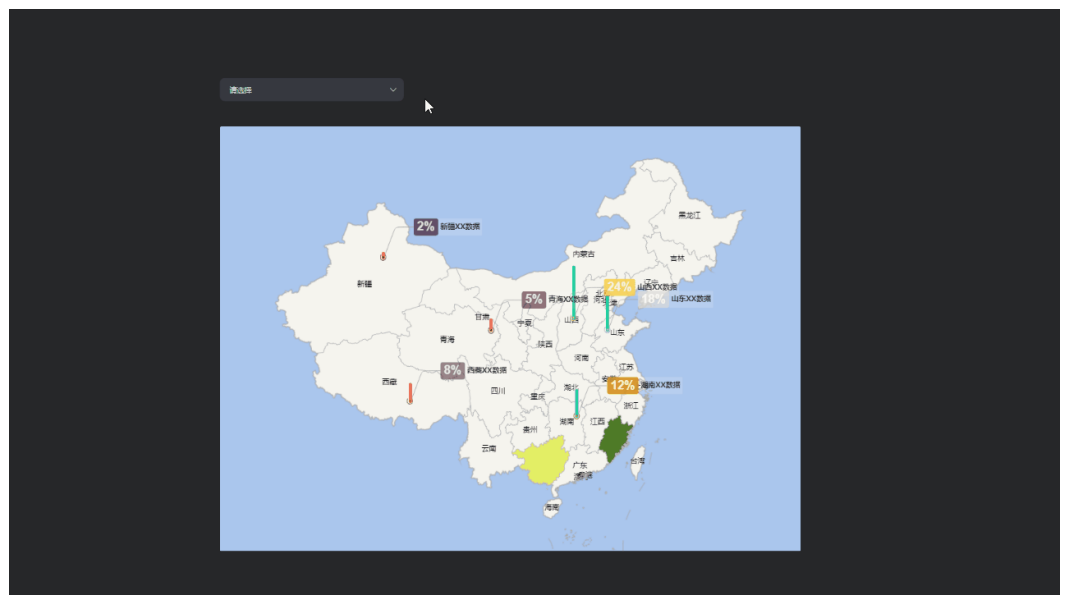 请选择
黑龙江
2% 新疆XX数据
内蒙古
吉林
新疆
24% 山西XX数据
5% 青海XX数据
18% 山东XX数据
甘肃
宁夏
山西
山东
青海
陕西
河南
江苏
8% 西藏XX数据
西藏
四川
湖北
12% 湖南XX数据
重庆
浙江
湖南
江西
贵州
云南
广东
台湾
海南